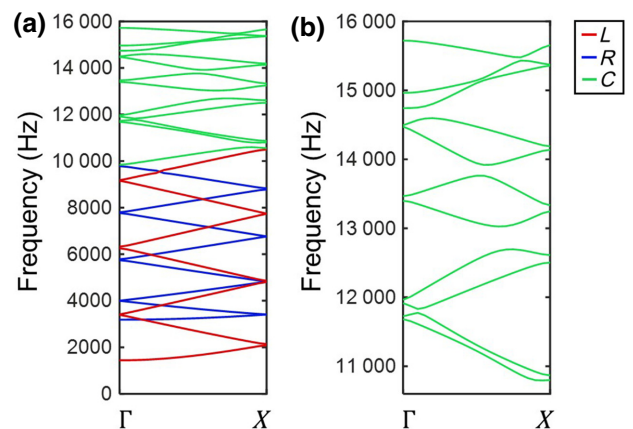 (a)
Frequency (Hz)
16 000
14 000
12 000
10 000
8000
6000
4000
2000
0
Γ
X
(b)
Frequency (Hz)
16 000
15 000
14 000
13 000
12 000
11 000
Γ
X
L
R
C